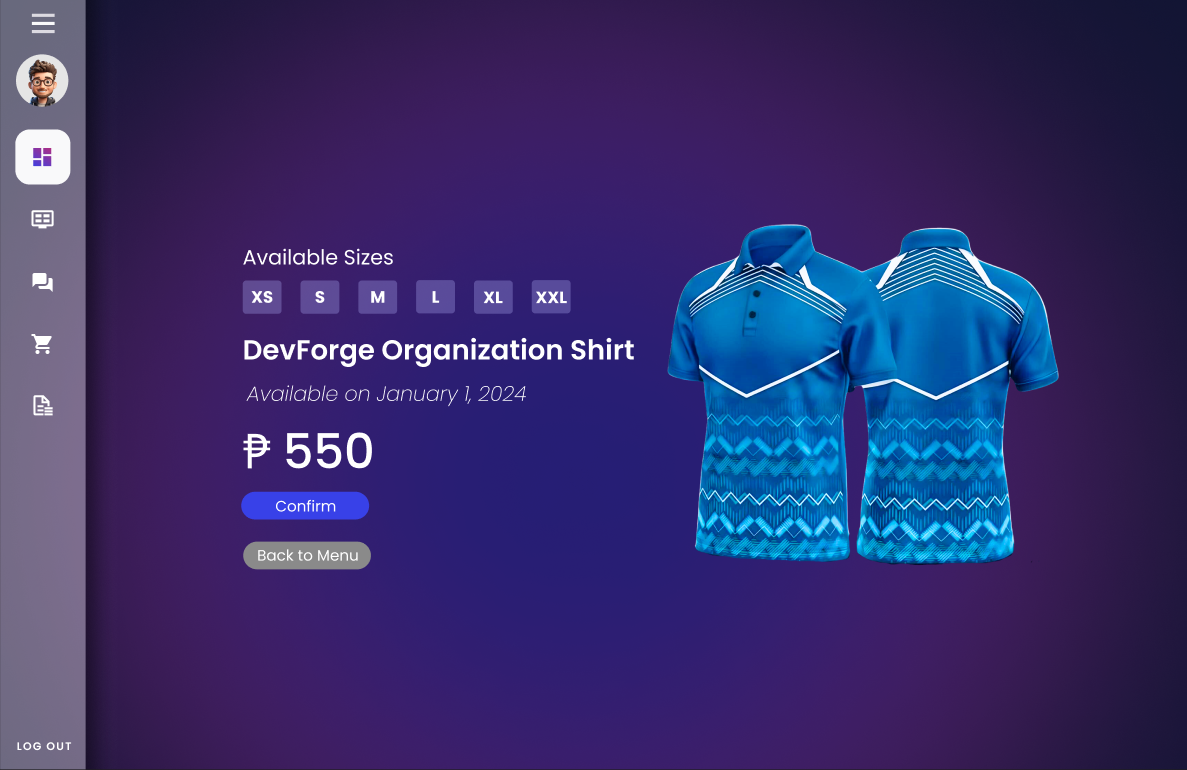 Available Sizes
XS S M L XL XXL
DevForge Organization Shirt
Available on January 1, 2024
₱ 550
Confirm
Back to Menu
LOG OUT